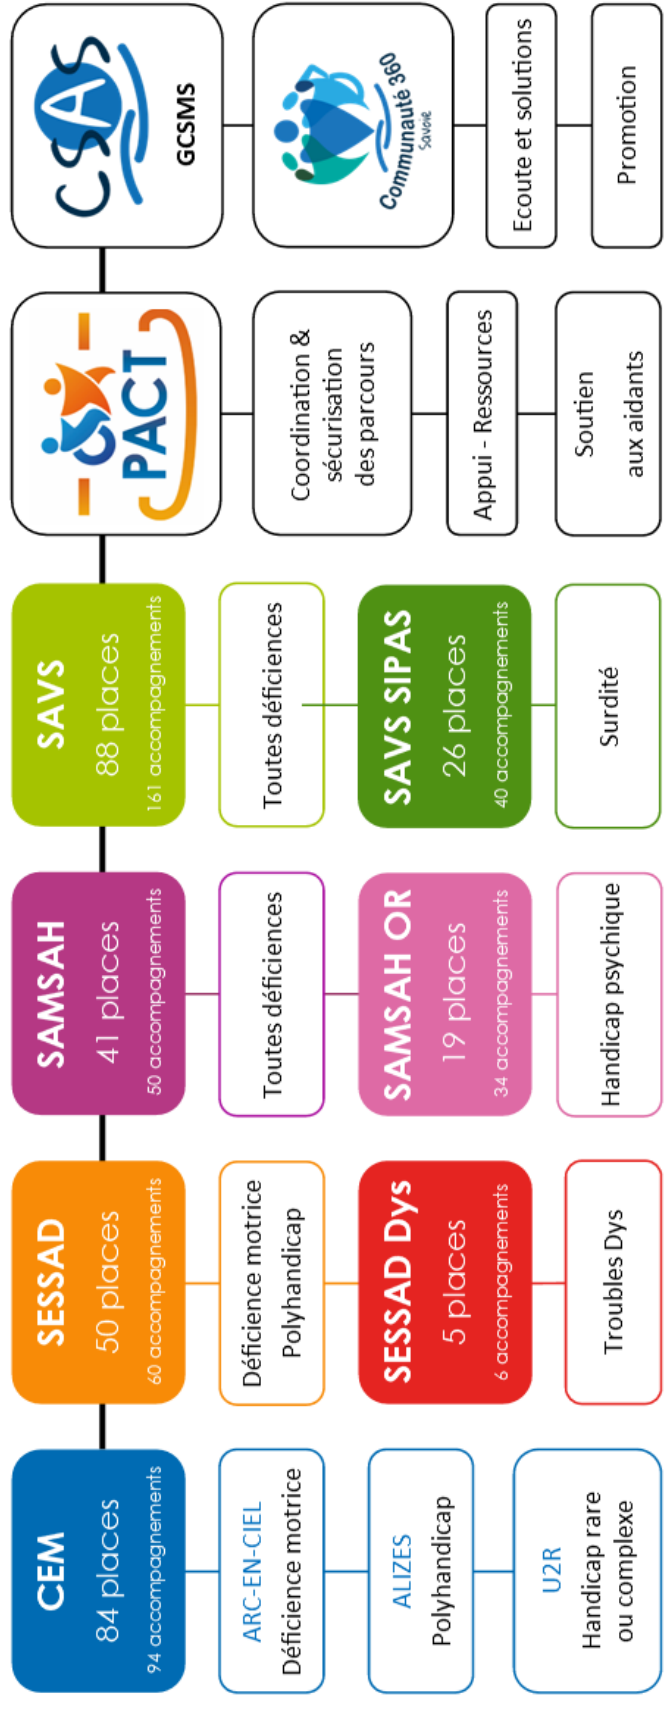 CEM
84 places
94 accompagnements
ARC-EN-CIEL
Déficience motrice
ALIZES
Polyhandicap
U2R
Handicap rare
ou complexe
SESSAD
50 places
60 accompagnements
Déficience motrice
Polyhandicap
SESSAD Dys
5 places
6 accompagnements
Troubles Dys
SAMSAH
41 places
50 accompagnements
Toutes déficiences
SAMSAH OR
19 places
34 accompagnements
Handicap psychique
SAVS
88 places
161 accompagnements
Toutes déficiences
SAVS SIPAS
26 places
40 accompagnements
Surdité
PACT
Coordination &
sécurisation
des parcours
Appui - Ressources
Soutien
aux aidants
CSAS
GCSMS
Communauté 360
Savoie
Ecoute et solutions
Promotion